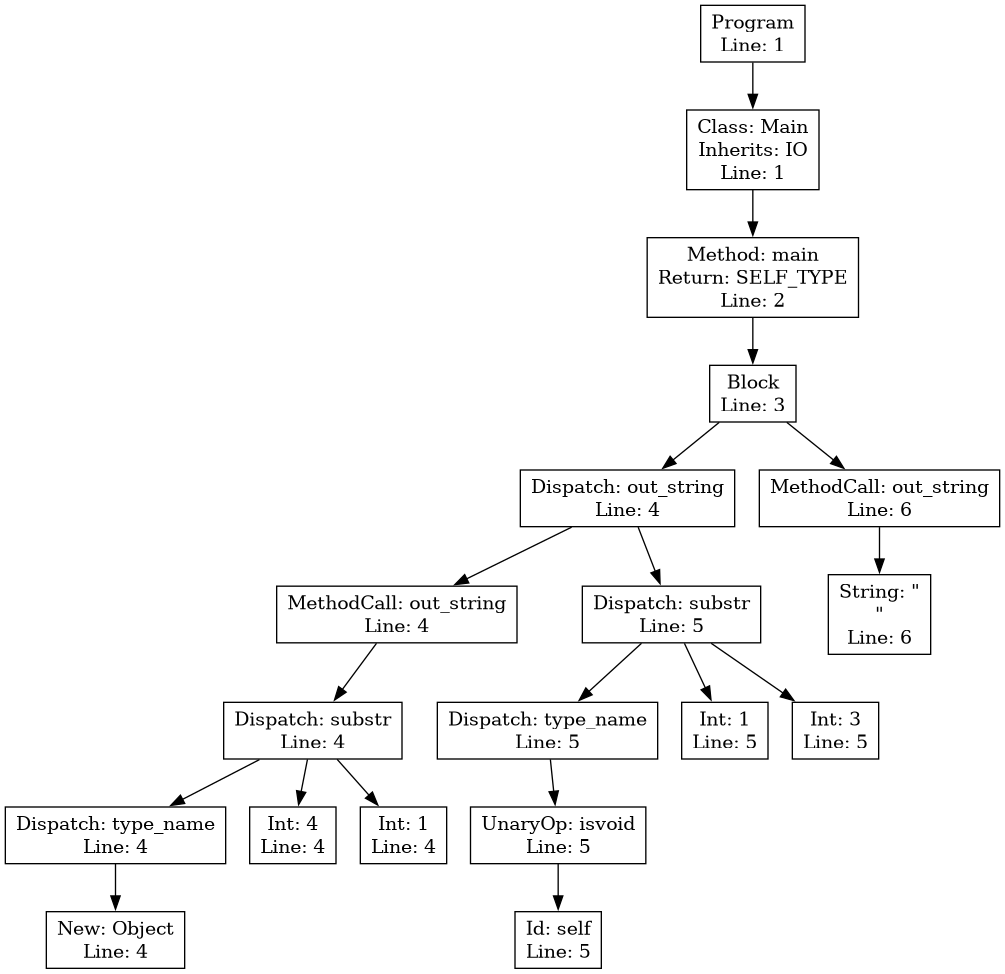 Program
Line: 1
Class: Main
Inherits: IO
Line: 1
Method: main
Return: SELF_TYPE
Line: 2
Block
Line: 3
Dispatch: out_string
Line: 4
MethodCall: out_string
Line: 6
MethodCall: out_string
Line: 4
Dispatch: substr
Line: 5
String: "
"
Line: 6
Dispatch: substr
Line: 4
Dispatch: type_name
Line: 5
Int: 1
Line: 5
Int: 3
Line: 5
Dispatch: type_name
Line: 4
Int: 4
Line: 4
Int: 1
Line: 4
UnaryOp: isvoid
Line: 5
New: Object
Line: 4
Id: self
Line: 5